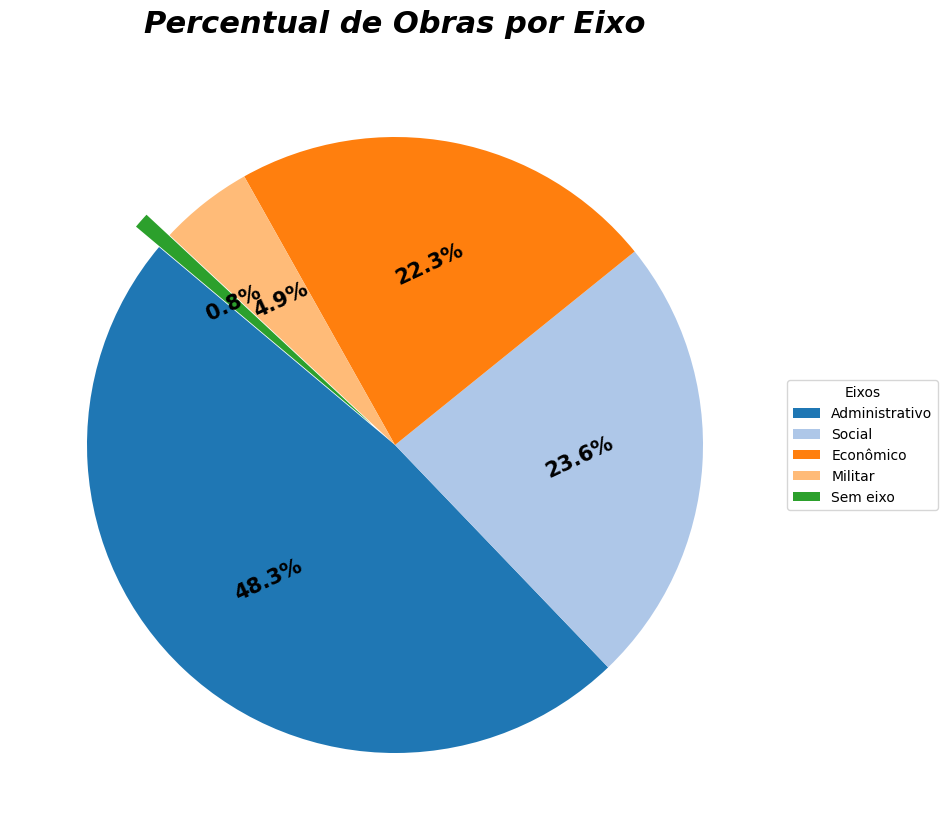 Percentual de Obras por Eixo
22.3%
0.8%
4.9%
23.6%
48.3%
Eixos
Administrativo
Social
Econômico
Militar
Sem eixo